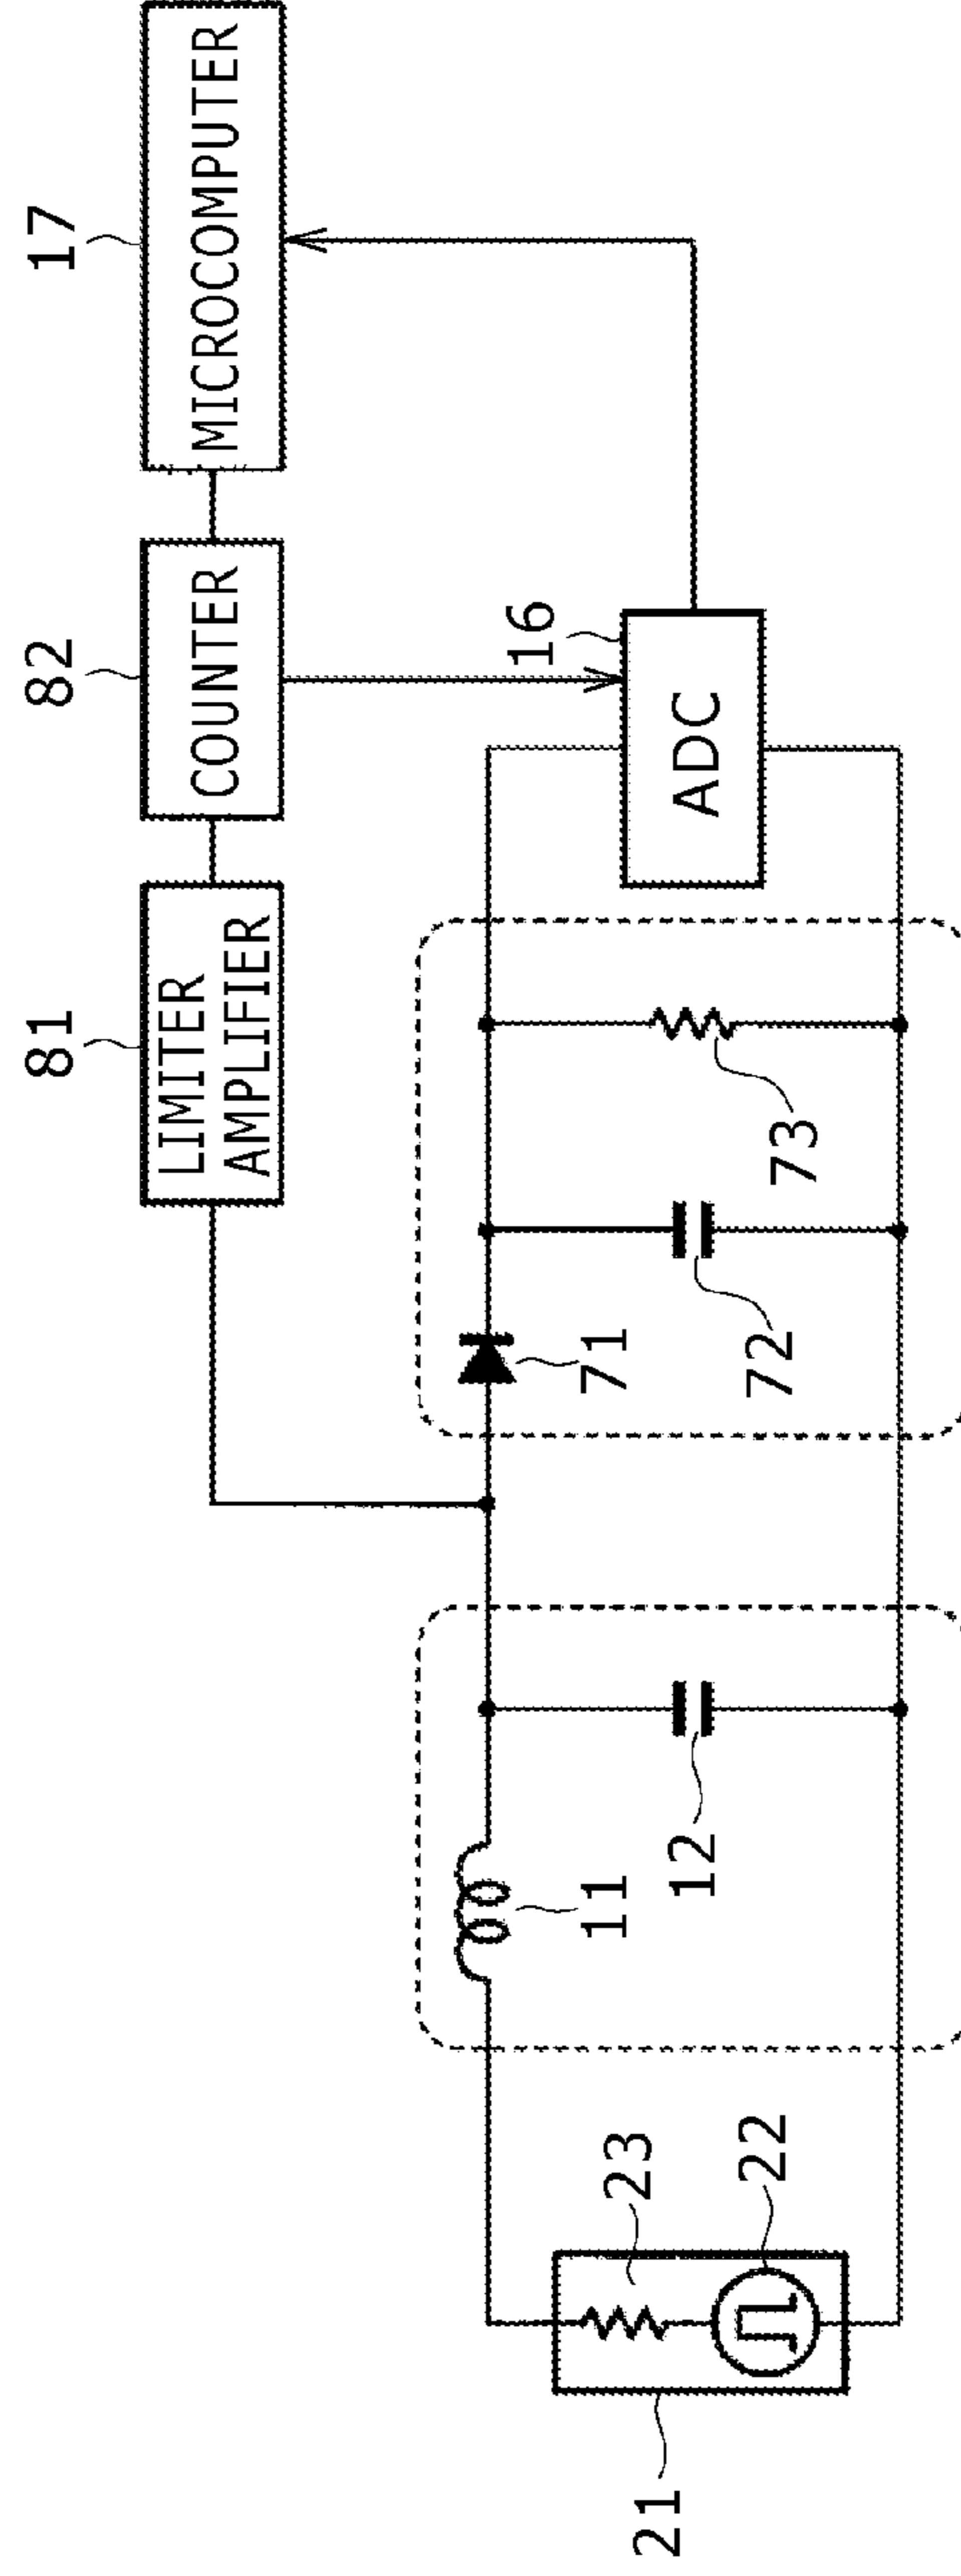 81
82
17
LIMITER
AMPLIFIER
COUNTER
MICROCOMPUTER
16
ADC
71
72
73
11
12
23
22
21